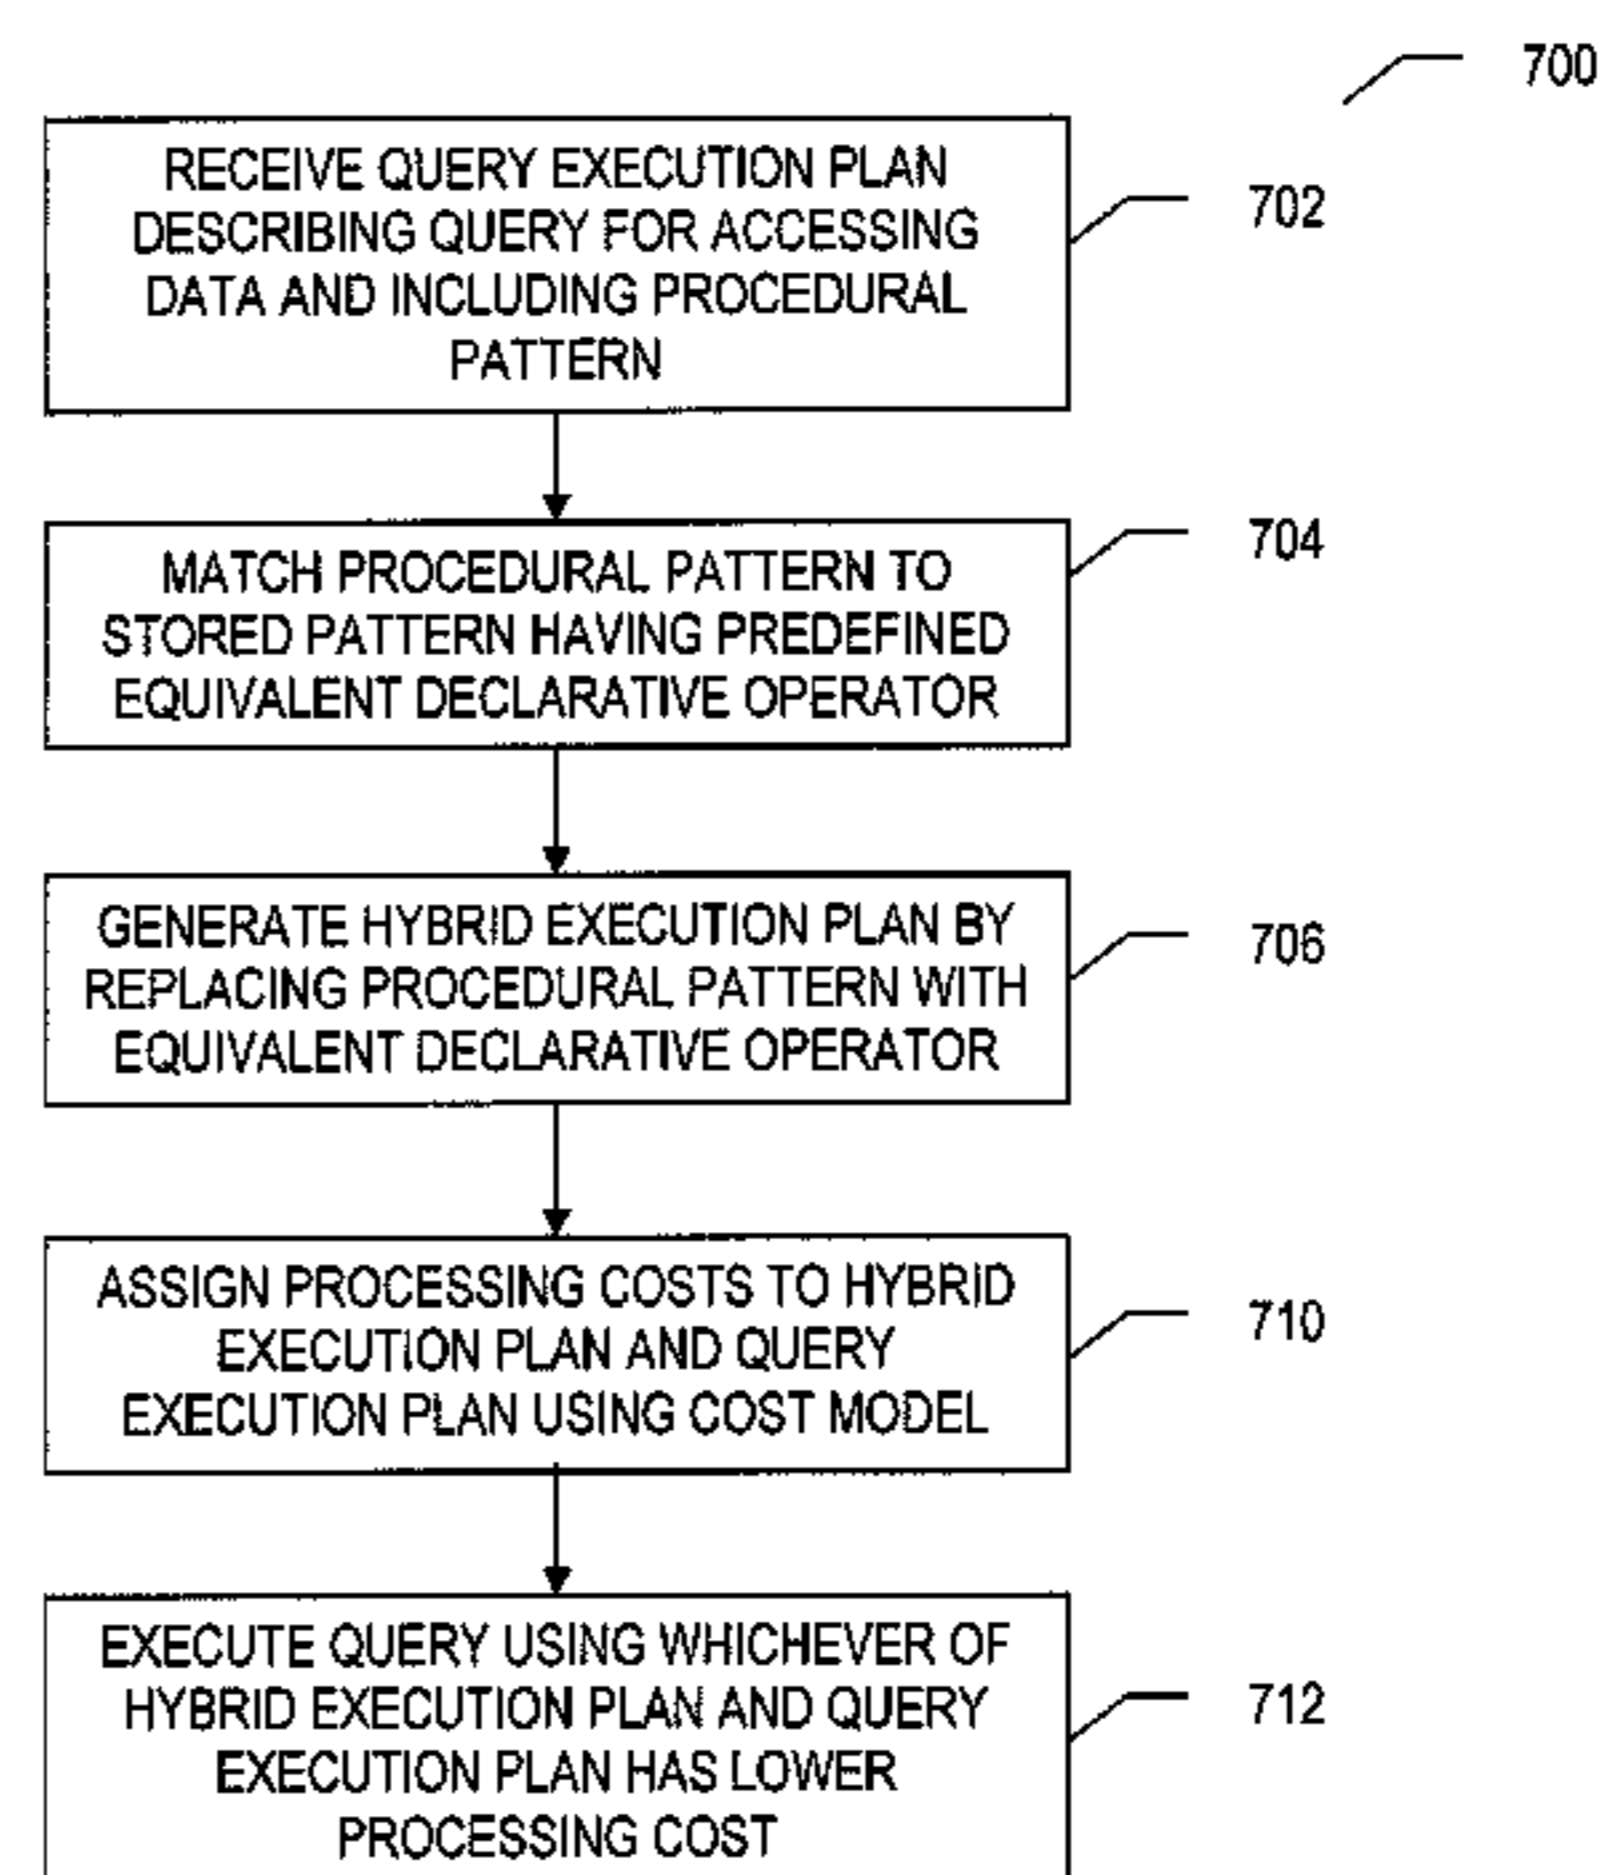 700
RECEIVE QUERY EXECUTION PLAN
DESCRIBING QUERY FOR ACCESSING
DATA AND INCLUDING PROCEDURAL
PATTERN
702
MATCH PROCEDURAL PATTERN TO
STORED PATTERN HAVING PREDEFINED
EQUIVALENT DECLARATIVE OPERATOR
704
GENERATE HYBRID EXECUTION PLAN BY
REPLACING PROCEDURAL PATTERN WITH
EQUIVALENT DECLARATIVE OPERATOR
706
ASSIGN PROCESSING COSTS TO HYBRID
EXECUTION PLAN AND QUERY
EXECUTION PLAN USING COST MODEL
710
EXECUTE QUERY USING WHICHEVER OF
HYBRID EXECUTION PLAN AND QUERY
EXECUTION PLAN HAS LOWER
PROCESSING COST
712